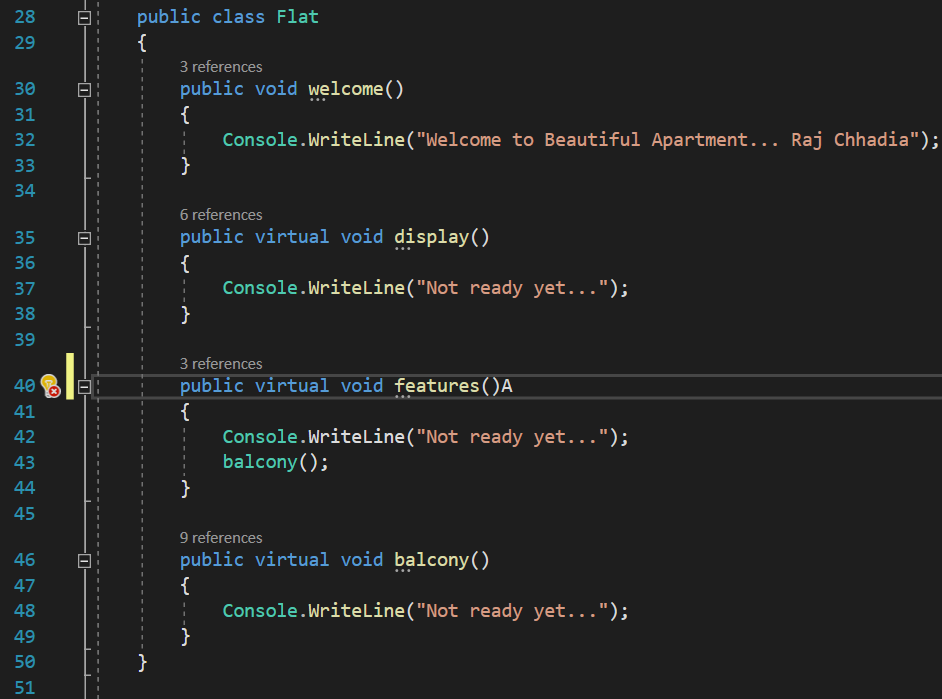 28 public class Flat
29 {
3 references
30 public void welcome()
31 {
32 Console.WriteLine("Welcome to Beautiful Apartment... Raj Chhadia");
33 }
34
6 references
35 public virtual void display()
36 {
37 Console.WriteLine("Not ready yet...");
38 }
39
3 references
40 public virtual void features()A
41 {
42 Console.WriteLine("Not ready yet...");
43 balcony();
44 }
45
9 references
46 public virtual void balcony()
47 {
48 Console.WriteLine("Not ready yet...");
49 }
50 }
51